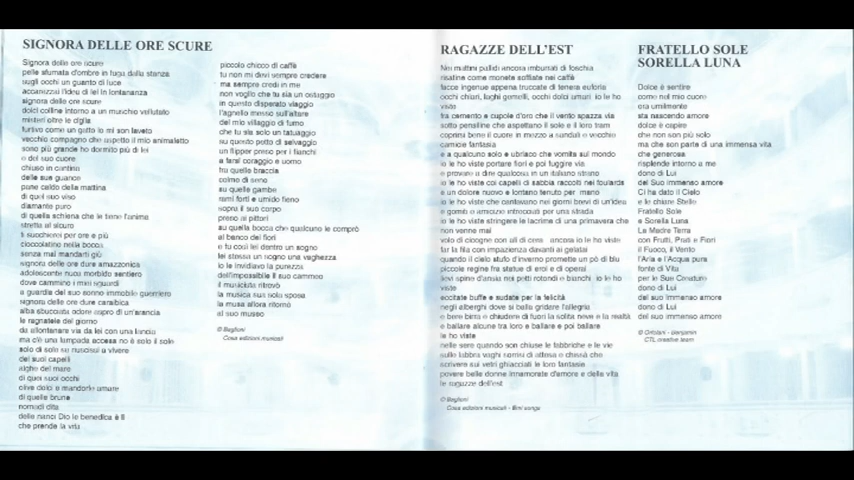 SIGNORA DELLE ORE SCURE
Signora delle ore scure
pelle sfumata d'ombre in fuga dalla stanza
sugli occhi un guanto di luce
accarezzai l'idea di lei in lontananza
signora delle ore scure
dolci colline intorno a un muschio vellutato
misteri oltre le ciglia
furtivo come un gatto io mi son lavato
vecchio compagno che aspetto il mio animaletto
sono più grande ho dormito più di lei
e del suo cuore
chiuso in cantina
delle sue guance
pane caldo della mattina
di quel suo viso
diamante puro
di quella schiena che le tiene l'anima
stretta al sicuro
ti succhierei per ore e più
cioccolatino nella bocca
senza mai mandarti giù
signora delle ore dure amazzonica
adolescente nuca morbido sentiero
dove cammino i miei sguardi
a guardia del suo sonno immobile guerriero
signora delle ore dure caraibica
alba sbucciata odore aspro di un'arancia
le ragnatele del giorno
da allontanare via da lei con una lancia
ma c'è una lampada accesa no è solo il sole
solo di sole se riuscissi a vivere
dei suoi capelli
alghe del mare
di quei suoi occhi
olive dolci e mandorle amare
di quelle brune
nomadi dita
delle narici Dio le benedica è lì
che prende la vita
piccolo chicco di caffè
tu non mi devi sempre credere
ma sempre credi in me
non voglio che tu sia un ostaggio
in questo disperato viaggio
l'agnello messo sull'altare
del mio villaggio di fumo
che tu sia solo un tatuaggio
su questo petto di selvaggio
un flipper preso per i fianchi
a farsi coraggio e uomo
fra quelle braccia
colmo di seno
su quelle gambe
rami forti e umido fieno
sopra il suo corpo
preno ai pittori
su quella bocca che qualcuno le comprò
al banco dei fiori
e fu così lei dentro un sogno
lei stessa un sogno una vaghezza
io le invidiavo la purezza
dell'impossibile il suo cammeo
il musicista ritrovò
la musica sua sola sposa
la musa allora ritornò
al suo museo
© Baglioni
Cosa edizioni musicali
RAGAZZE DELL'EST
Nei mattini pallidi ancora imburrati di foschia
risatine come monete soffiate nei caffè
facce ingenue appena truccate di tenera euforia
occhi chiari, laghi gemelli, occhi dolci amari io le ho
viste
fra cemento e cupole d'oro che il vento spazza via
sotto pensiline che aspettano il sole e il loro tram
coprirsi bene il cuore in mezzo a sandali e vecchie
camicie fantasia
e a qualcuno solo e ubriaco che vomita sul mondo
io le ho viste portare fiori e poi fuggire via
e provare a dire qualcosa in un italiano strano
io le ho viste coi capelli di sabbia raccolti nei foulards
e un dolore nuovo e lontano tenuto per mano
io le ho viste che cantavano nei giorni brevi di un'idea
e gambe e amicizie intrecciati per una strada
io le ho viste stringere le lacrime di una primavera che
non venne mai
volo di cicogne con ali di cera ancora io le ho viste
far la fila con impazienza davanti ai gelatai
quando il cielo stufo d'inverno promette un pò di blu
piccole regine fra statue di eroi e di operai
lievi spine d'ansia nei petti rotondi e bianchi io le ho
viste
eccitate buffe e sudate per la felicità
negli alberghi dove si balla gridare l'allegria
e bere birra e chiudere di fuori la solita neve e la realtà
e ballare alcune tra loro e ballare e poi ballare
le ho viste
nelle sere quando son chiuse le fabbriche e le vie
sulle labbra vaghi sorrisi di attesa e chissà che
scrivere sui vetri ghiacciati le loro fantasie
povere belle donne innamorate d'amore e della vita
le ragazze dell'est
© Baglioni
Cosa edizioni musicali - Bmi songs
FRATELLO SOLE
SORELLA LUNA
Dolce è sentire
come nel mio cuore
ora umilmente
sta nascendo amore
dolce è capire
che non son più solo
ma che son parte di una immensa vita
che generosa
risplende intorno a me
dono di Lui
del Suo immenso amore
Ci ha dato il Cielo
e le chiare Stelle
Fratello Sole
e Sorella Luna
La Madre Terra
con Frutti, Prati e Fiori
il Fuoco, il Vento
l'Aria e l'Acqua pura
fonte di Vita
per le Sue Creature
dono di Lui
del suo immenso amore
dono di Lui
del suo immenso amore
© Ortolani - Benjamin
CTL creative team